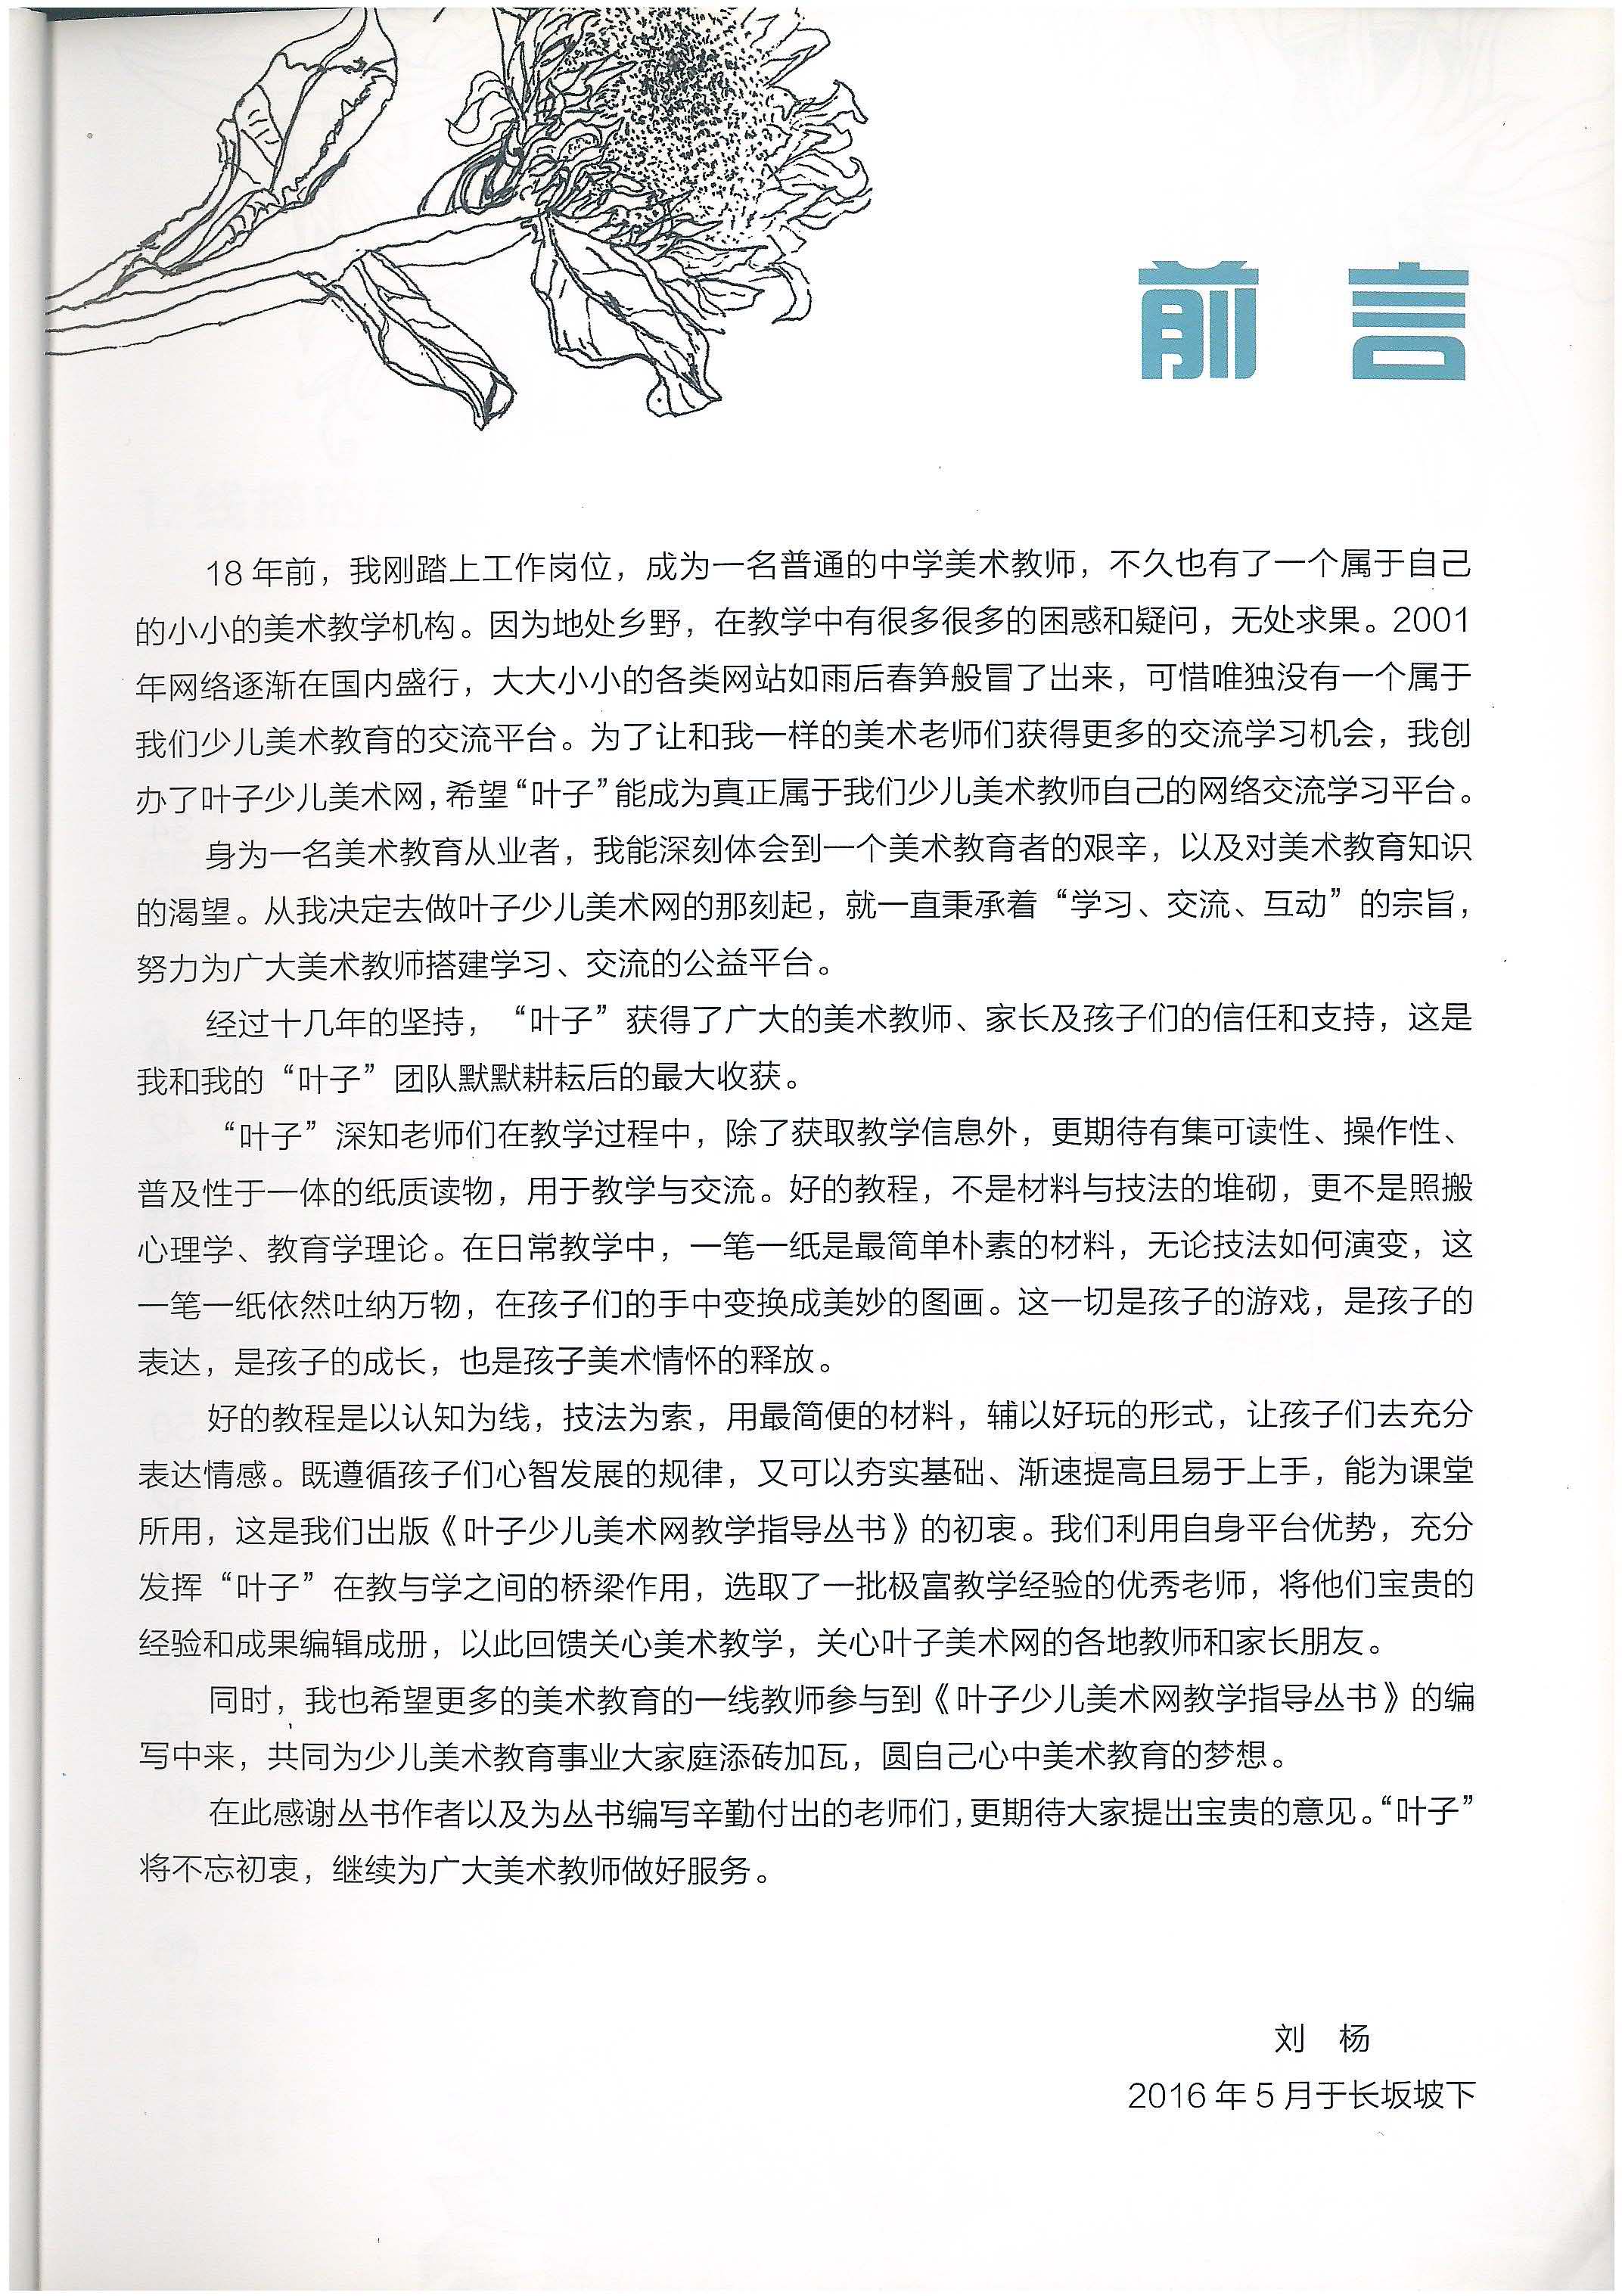 前言
18年前，我刚踏上工作岗位，成为一名普通的中学美术教师，不久也有了一个属于自己
的小小的美术教学机构。因为地处乡野，在教学中有很多很多的困惑和疑问，无处求果。2001
年网络逐渐在国内盛行，大大小小的各类网站如雨后春笋般冒了出来，可惜唯独没有一个属于
我们少儿美术教育的交流平台。为了让和我一样的美术老师们获得更多的交流学习机会，我创
办了叶子少儿美术网，希望“叶子”能成为真正属于我们少儿美术教师自己的网络交流学习平台。
身为一名美术教育从业者，我能深刻体会到一个美术教育者的艰辛，以及对美术教育知识
的渴望。从我决定去做叶子少儿美术网的那刻起，就一直秉承着“学习、交流、互动”的宗旨，
努力为广大美术教师搭建学习、交流的公益平台。
经过十几年的坚持，“叶子”获得了广大的美术教师、家长及孩子们的信任和支持，这是
我和我的“叶子”团队默默耕耘后的最大收获。
“叶子”深知老师们在教学过程中，除了获取教学信息外，更期待有集可读性、操作性、
普及性于一体的纸质读物，用于教学与交流。好的教程，不是材料与技法的堆砌，更不是照搬
心理学、教育学理论。在日常教学中，一笔一纸是最简单朴素的材料，无论技法如何演变，这
一笔一纸依然吐纳万物，在孩子们的手中变换成美妙的图画。这一切是孩子的游戏，是孩子的
表达，是孩子的成长，也是孩子美术情怀的释放。
好的教程是以认知为线，技法为索，用最简便的材料，辅以好玩的形式，让孩子们去充分
表达情感。既遵循孩子们心智发展的规律，又可以夯实基础、渐速提高且易于上手，能为课堂
所用，这是我们出版《叶子少儿美术网教学指导丛书》的初衷。我们利用自身平台优势，充分
发挥“叶子”在教与学之间的桥梁作用，选取了一批极富教学经验的优秀老师，将他们宝贵的
经验和成果编辑成册，以此回馈关心美术教学，关心叶子美术网的各地教师和家长朋友。
同时，我也希望更多的美术教育的一线教师参与到《叶子少儿美术网教学指导丛书》的编
写中来，共同为少儿美术教育事业大家庭添砖加瓦，圆自己心中美术教育的梦想。
在此感谢丛书作者以及为丛书编写辛勤付出的老师们，更期待大家提出宝贵的意见。“叶子”
将不忘初衷，继续为广大美术教师做好服务。
刘 杨
2016年5月于长坂坡下